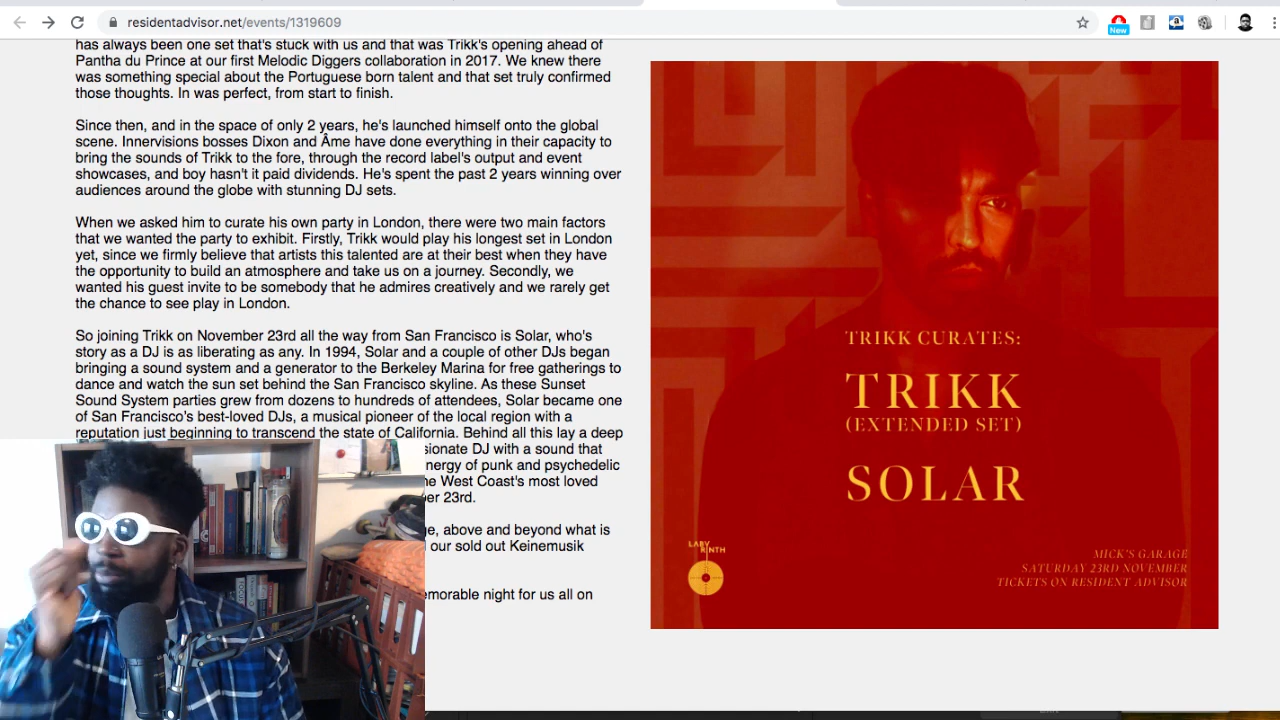 residentadvisor.net/events/1319609
New
has always been one set that's stuck with us and that was Trikk's opening ahead of
Pantha du Prince at our first Melodic Diggers collaboration in 2017. We knew there
was something special about the Portuguese born talent and that set truly confirmed
those thoughts. In was perfect, from start to finish.
Since then, and in the space of only 2 years, he's launched himself onto the global
scene. Innervisions bosses Dixon and Âme have done everything in their capacity to
bring the sounds of Trikk to the fore, through the record label's output and event
showcases, and boy hasn't it paid dividends. He's spent the past 2 years winning over
audiences around the globe with stunning DJ sets.
When we asked him to curate his own party in London, there were two main factors
that we wanted the party to exhibit. Firstly, Trikk would play his longest set in London
yet, since we firmly believe that artists this talented are at their best when they have
the opportunity to build an atmosphere and take us on a journey. Secondly, we
wanted his guest invite to be somebody that he admires creatively and we rarely get
the chance to see play in London.
So joining Trikk on November 23rd all the way from San Francisco is Solar, who's
story as a DJ is as liberating as any. In 1994, Solar and a couple of other DJs began
bringing a sound system and a generator to the Berkeley Marina for free gatherings to
dance and watch the sun set behind the San Francisco skyline. As these Sunset
Sound System parties grew from dozens to hundreds of attendees, Solar became one
of San Francisco's best-loved DJs, a musical pioneer of the local region with a
reputation just beginning to transcend the state of California. Behind all this lay a deep
sionate DJ with a sound that
nergy of punk and psychedelic
he West Coast's most loved
er 23rd.
ge, above and beyond what is
our sold out Keinemusik
emorable night for us all on
TRIKK CURATES:
TRIKK
(EXTENDED SET)
SOLAR
LABYRINTH
MICK'S GARAGE
SATURDAY 23RD NOVEMBER
TICKETS ON RESIDENT ADVISOR